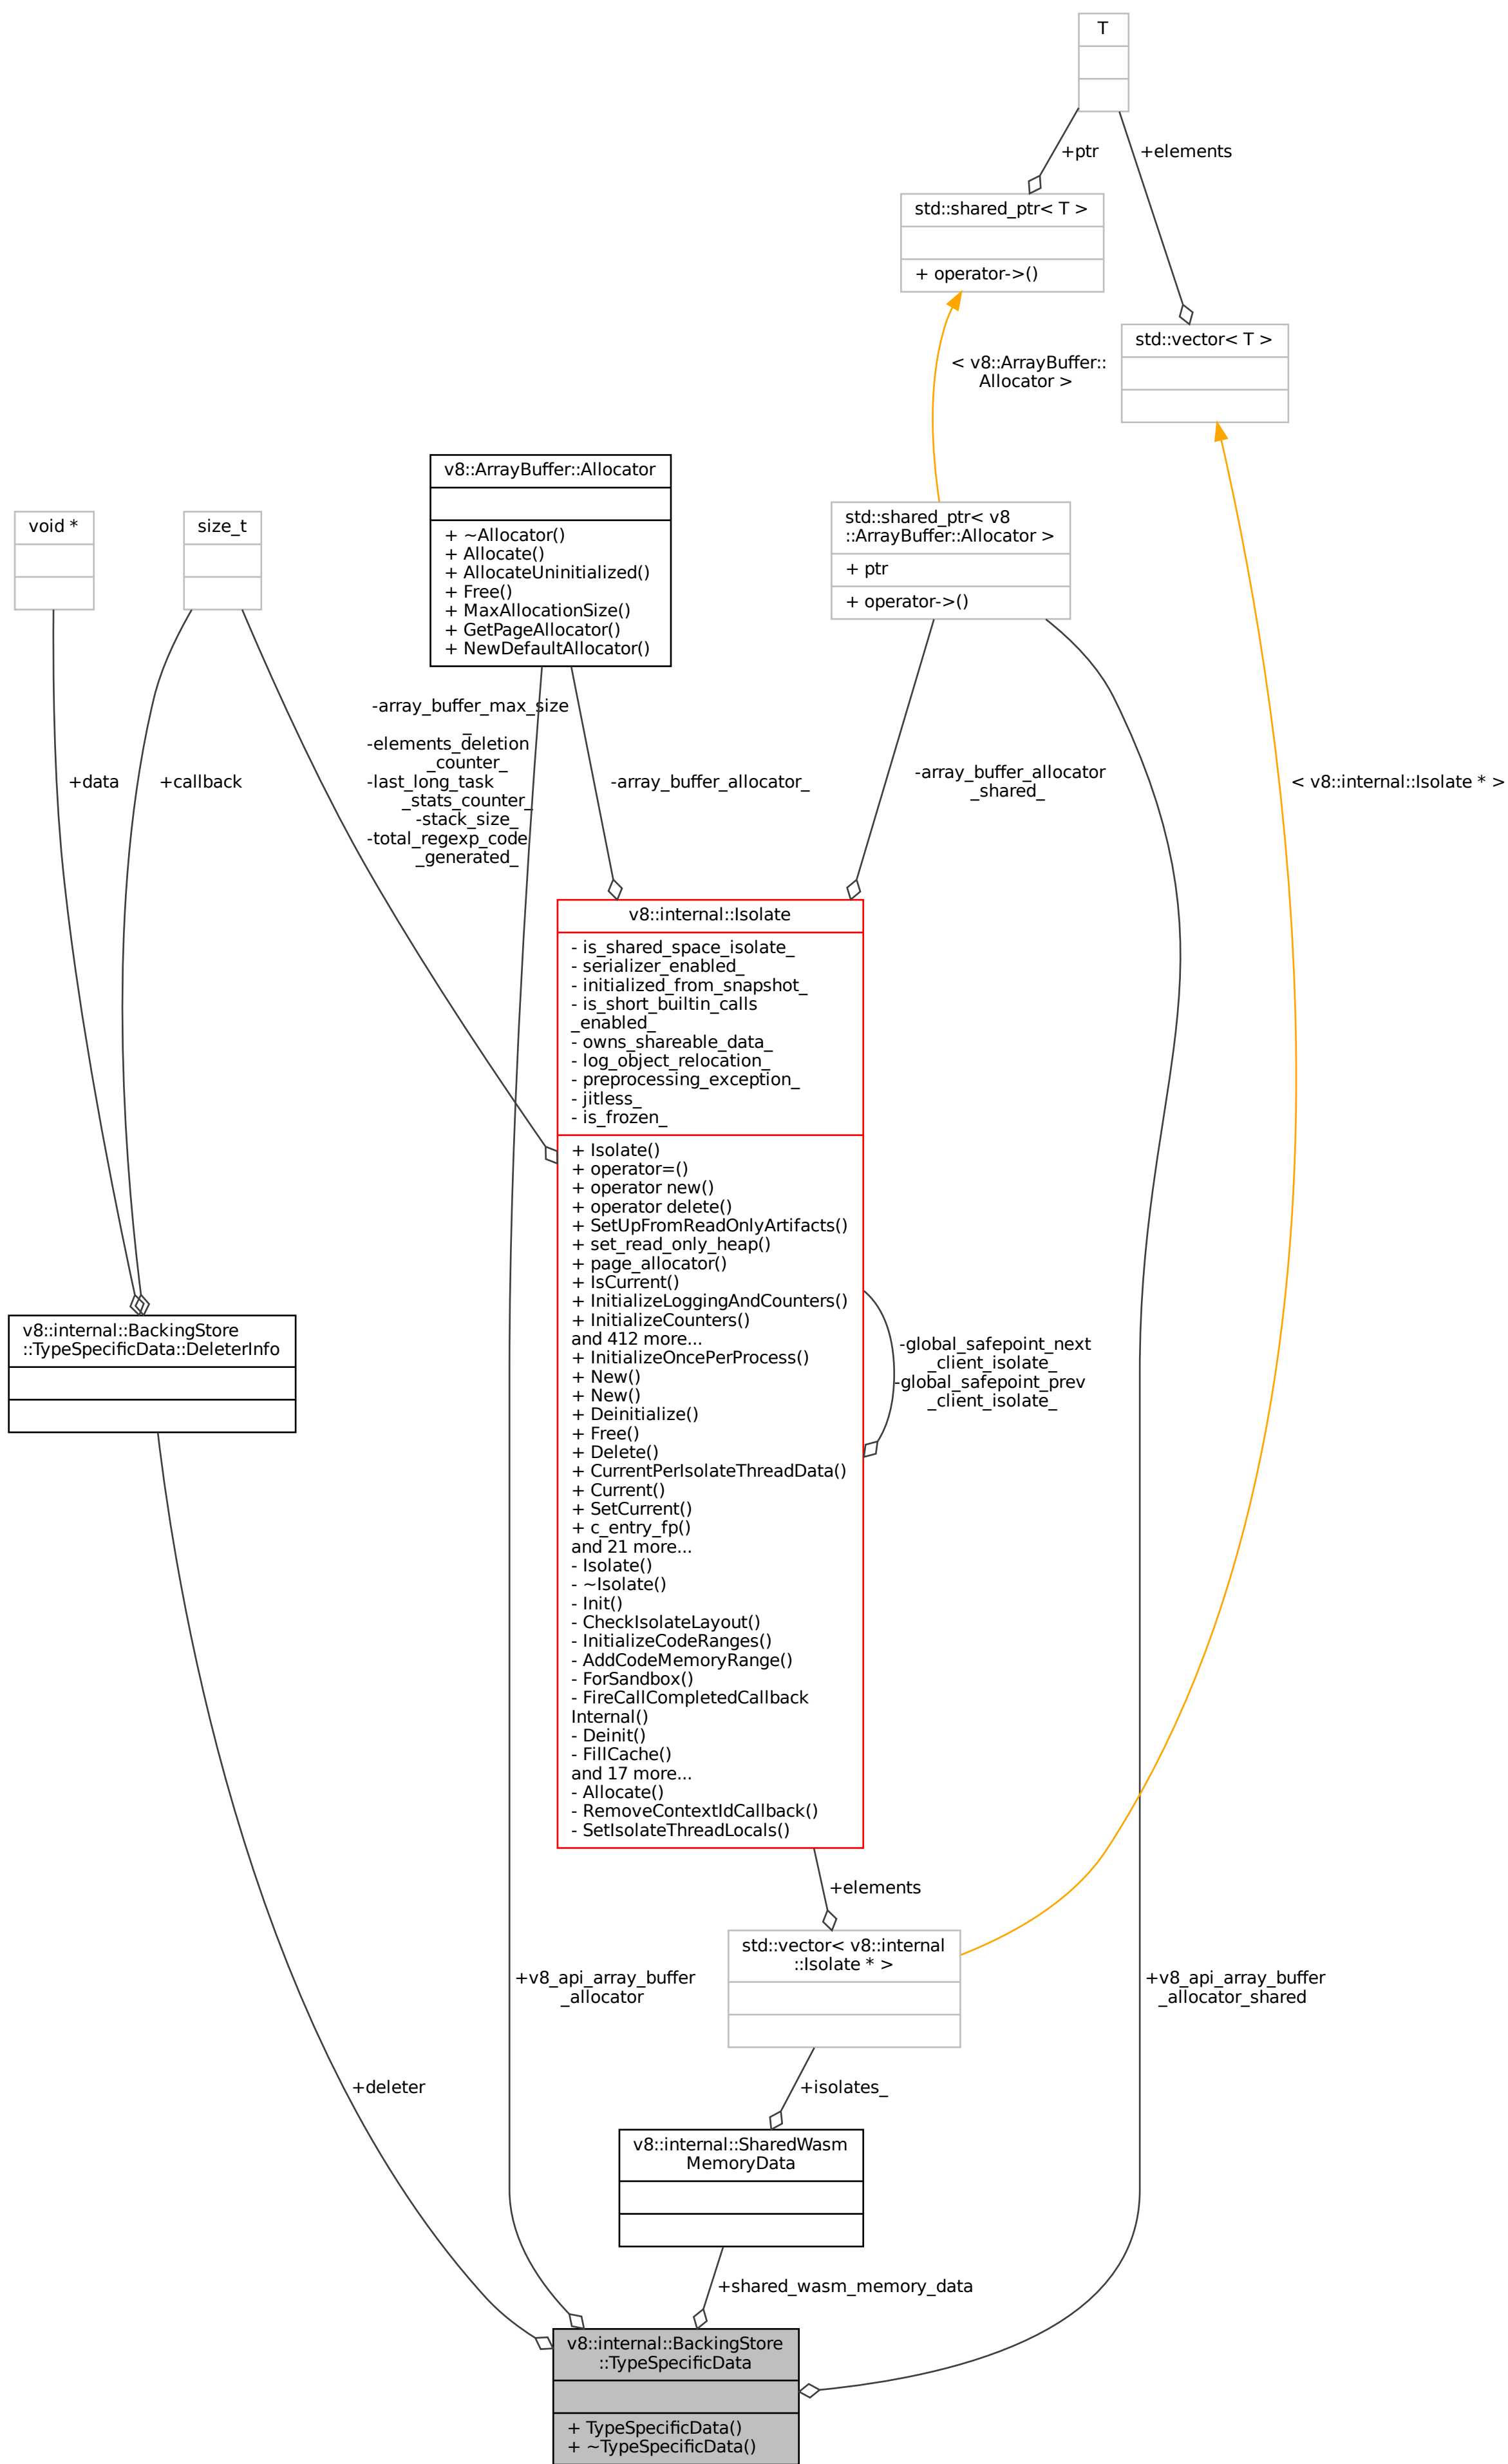 T
+ptr
+elements
std::shared_ptr< T >
+ operator->()
std::vector< T >
< v8::ArrayBuffer::
Allocator >
v8::ArrayBuffer::Allocator
+ ~Allocator()
+ Allocate()
+ AllocateUninitialized()
+ Free()
+ MaxAllocationSize()
+ GetPageAllocator()
+ NewDefaultAllocator()
void *
size_t
std::shared_ptr< v8
::ArrayBuffer::Allocator >
+ ptr
+ operator->()
+data
+callback
-array_buffer_max_size
_
-elements_deletion
_counter_
-last_long_task
_stats_counter_
-stack_size_
-total_regexp_code
_generated_
-array_buffer_allocator_
-array_buffer_allocator
_shared_
< v8::internal::Isolate * >
v8::internal::Isolate
- is_shared_space_isolate_
- serializer_enabled_
- initialized_from_snapshot_
- is_short_builtin_calls
_enabled_
- owns_shareable_data_
- log_object_relocation_
- preprocessing_exception_
- jitless_
- is_frozen_
+ Isolate()
+ operator=()
+ operator new()
+ operator delete()
+ SetUpFromReadOnlyArtifacts()
+ set_read_only_heap()
+ page_allocator()
+ IsCurrent()
+ InitializeLoggingAndCounters()
+ InitializeCounters()
and 412 more...
+ InitializeOncePerProcess()
+ New()
+ New()
+ Deinitialize()
+ Free()
+ Delete()
+ CurrentPerIsolateThreadData()
+ Current()
+ SetCurrent()
+ c_entry_fp()
and 21 more...
- Isolate()
- ~Isolate()
- Init()
- CheckIsolateLayout()
- InitializeCodeRanges()
- AddCodeMemoryRange()
- ForSandbox()
- FireCallCompletedCallback
Internal()
- Deinit()
- FillCache()
and 17 more...
- Allocate()
- RemoveContextIdCallback()
- SetIsolateThreadLocals()
-global_safepoint_next
_client_isolate_
-global_safepoint_prev
_client_isolate_
v8::internal::BackingStore
::TypeSpecificData::DeleterInfo
+elements
std::vector< v8::internal
::Isolate * >
+v8_api_array_buffer
_allocator
+v8_api_array_buffer
_allocator_shared
+deleter
+isolates_
v8::internal::SharedWasm
MemoryData
+shared_wasm_memory_data
v8::internal::BackingStore
::TypeSpecificData
+ TypeSpecificData()
+ ~TypeSpecificData()